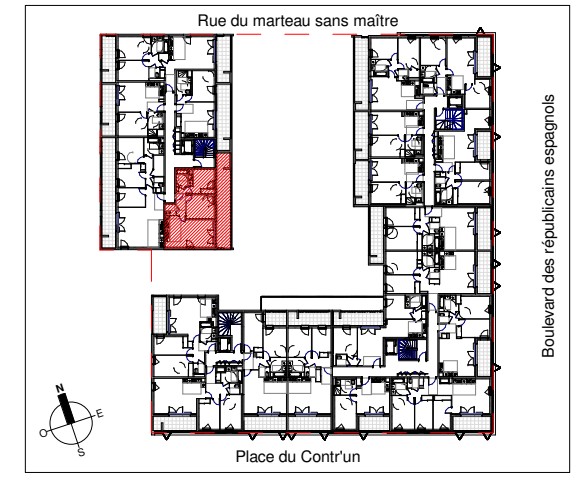 Rue du marteau sans maître
Boulevard des républicains espagnols
N
E
O
S
Place du Contr'un